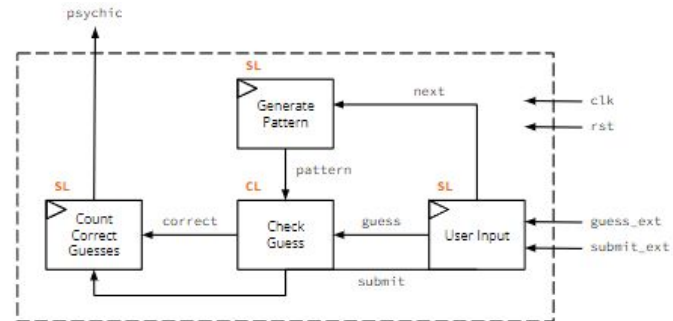 psychic
SL
Generate
Pattern
next
clk
rst
pattern
SL
CL
SL
Count
Correct
Guesses
correct
Check
Guess
guess
User Input
guess_ext
submit_ext
submit